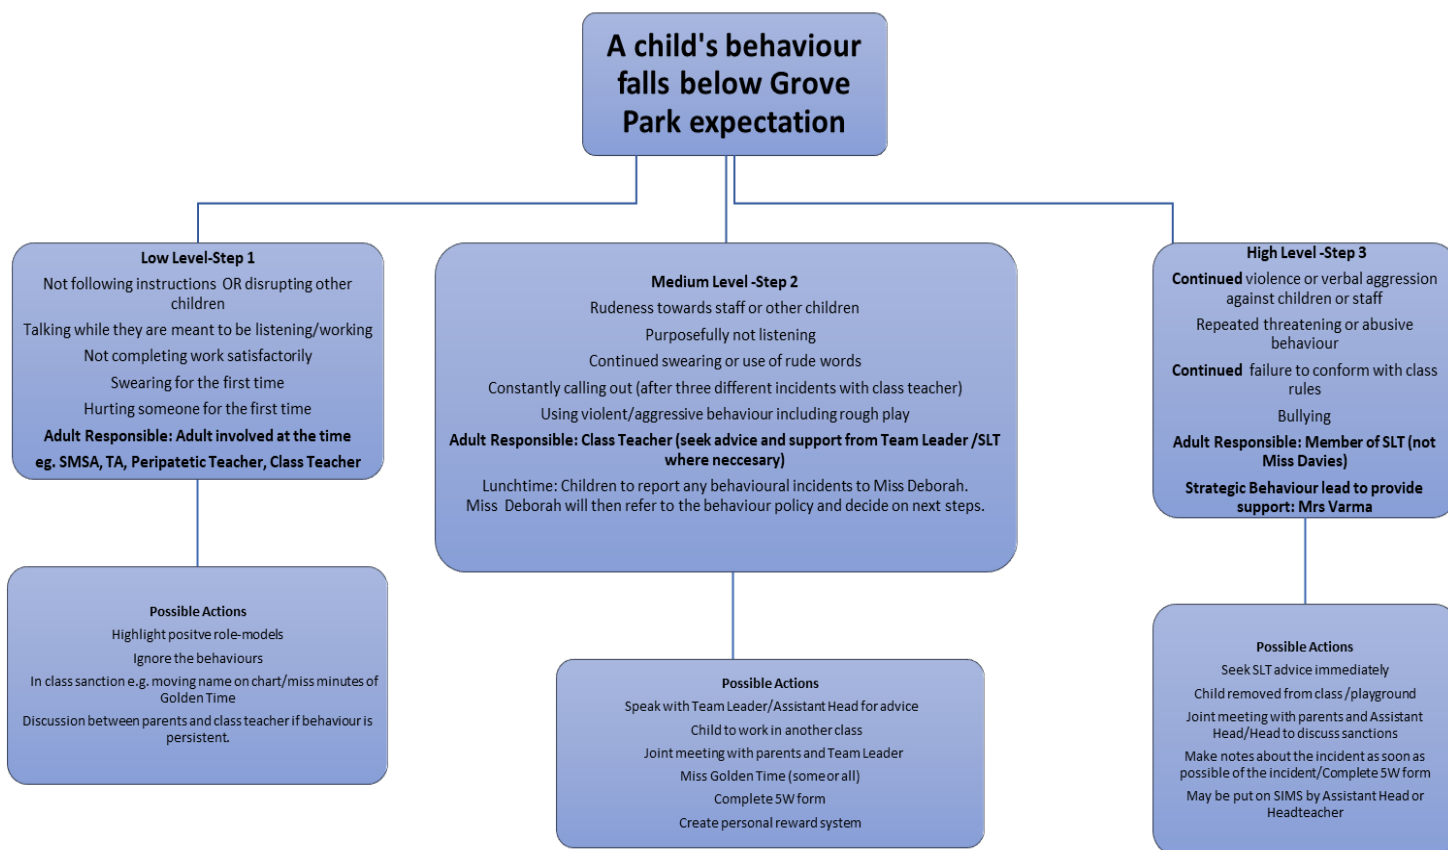 A child's behaviour
falls below Grove
Park expectation
Low Level-Step 1
Not following instructions OR disrupting other
children
Talking while they are meant to be listening/working
Not completing work satisfactorily
Swearing for the first time
Hurting someone for the first time
Adult Responsible: Adult involved at the time
eg. SMSA, TA, Peripatetic Teacher, Class Teacher
Possible Actions
Highlight positve role-models
Ignore the behaviours
In class sanction e.g. moving name on chart/miss minutes of
Golden Time
Discussion between parents and class teacher if behaviour is
persistent.
Medium Level -Step 2
Rudeness towards staff or other children
Purposefully not listening
Continued swearing or use of rude words
Constantly calling out (after three different incidents with class teacher)
Using violent/aggressive behaviour including rough play
Adult Responsible: Class Teacher (seek advice and support from Team Leader /SLT
where neccesary)
Lunchtime: Children to report any behavioural incidents to Miss Deborah.
Miss Deborah will then refer to the behaviour policy and decide on next steps.
Possible Actions
Speak with Team Leader/Assistant Head for advice
Child to work in another class
Joint meeting with parents and Team Leader
Miss Golden Time (some or all)
Complete 5W form
Create personal reward system
High Level -Step 3
Continued violence or verbal aggression
against children or staff
Repeated threatening or abusive
behaviour
Continued failure to conform with class
rules
Bullying
Adult Responsible: Member of SLT (not
Miss Davies)
Strategic Behaviour lead to provide
support: Mrs Varma
Possible Actions
Seek SLT advice immediately
Child removed from class /playground
Joint meeting with parents and Assistant
Head/Head to discuss sanctions
Make notes about the incident as soon as
possible of the incident/Complete 5W form
May be put on SIMS by Assistant Head or
Headteacher